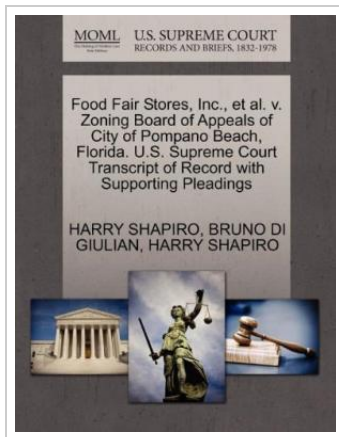 MOML
U.S. SUPREME COURT
RECORDS AND BRIEFS, 1832-1978
Food Fair Stores, Inc., et al. v.
Zoning Board of Appeals of
City of Pompano Beach,
Florida. U.S. Supreme Court
Transcript of Record with
Supporting Pleadings
HARRY SHAPIRO, BRUNO DI
GIULIAN, HARRY SHAPIRO